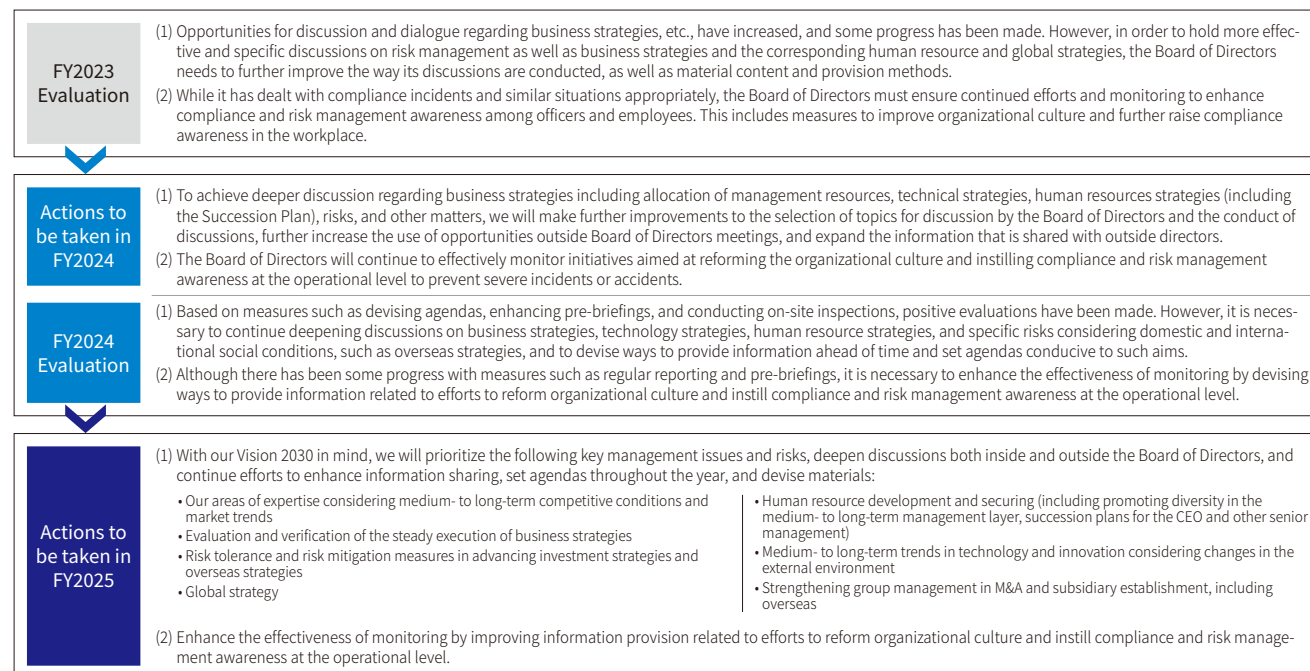 FY2023
Evaluation
(1) Opportunities for discussion and dialogue regarding business strategies, etc., have increased, and some progress has been made. However, in order to hold more effec-
tive and specific discussions on risk management as well as business strategies and the corresponding human resource and global strategies, the Board of Directors
needs to further improve the way its discussions are conducted, as well as material content and provision methods.
(2) While it has dealt with compliance incidents and similar situations appropriately, the Board of Directors must ensure continued efforts and monitoring to enhance
compliance and risk management awareness among officers and employees. This includes measures to improve organizational culture and further raise compliance
awareness in the workplace.
Actions to
be taken in
FY2024
(1) To achieve deeper discussion regarding business strategies including allocation of management resources, technical strategies, human resources strategies (including
the Succession Plan), risks, and other matters, we will make further improvements to the selection of topics for discussion by the Board of Directors and the conduct of
discussions, further increase the use of opportunities outside Board of Directors meetings, and expand the information that is shared with outside directors.
(2) The Board of Directors will continue to effectively monitor initiatives aimed at reforming the organizational culture and instilling compliance and risk management
awareness at the operational level to prevent severe incidents or accidents.
FY2024
Evaluation
(1) Based on measures such as devising agendas, enhancing pre-briefings, and conducting on-site inspections, positive evaluations have been made. However, it is neces-
sary to continue deepening discussions on business strategies, technology strategies, human resource strategies, and specific risks considering domestic and interna-
tional social conditions, such as overseas strategies, and to devise ways to provide information ahead of time and set agendas conducive to such aims.
(2) Although there has been some progress with measures such as regular reporting and pre-briefings, it is necessary to enhance the effectiveness of monitoring by devising
ways to provide information related to efforts to reform organizational culture and instill compliance and risk management awareness at the operational level.
Actions to
be taken in
FY2025
(1) With our Vision 2030 in mind, we will prioritize the following key management issues and risks, deepen discussions both inside and outside the Board of Directors, and
continue efforts to enhance information sharing, set agendas throughout the year, and devise materials:
• Our areas of expertise considering medium- to long-term competitive conditions and
market trends
• Evaluation and verification of the steady execution of business strategies
• Risk tolerance and risk mitigation measures in advancing investment strategies and
overseas strategies
• Global strategy
• Human resource development and securing (including promoting diversity in the
medium- to long-term management layer, succession plans for the CEO and other senior
management)
• Medium- to long-term trends in technology and innovation considering changes in the
external environment
• Strengthening group management in M&A and subsidiary establishment, including
overseas
(2) Enhance the effectiveness of monitoring by improving information provision related to efforts to reform organizational culture and instill compliance and risk manage-
ment awareness at the operational level.